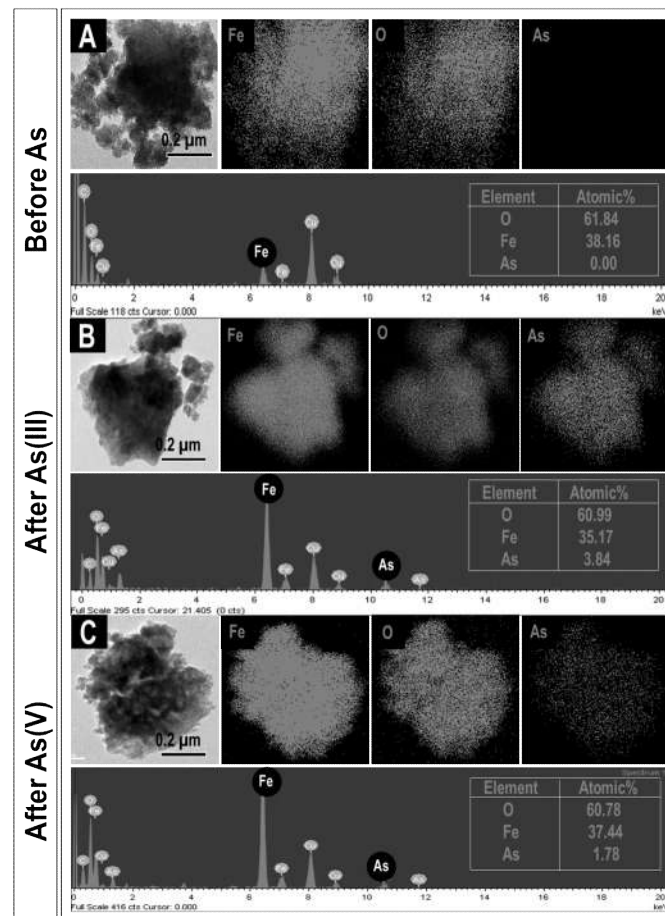 Before As
A
0.2 µm
Fe
O
As
Fe
Element Atomic%
O 61.84
Fe 38.16
As 0.00
0 2 4 6 8 10 12 14 16 18 20
Full Scale 118 cts Cursor: 0.000
keV
After As(III)
B
0.2 µm
Fe
O
As
Fe
As
Element Atomic%
O 60.99
Fe 35.17
As 3.84
0 2 4 6 8 10 12 14 16 18 20
Full Scale 295 cts Cursor: 21.405 (0 cts)
keV
After As(V)
C
0.2 µm
Fe
O
As
Fe
As
Element Atomic%
O 60.78
Fe 37.44
As 1.78
0 2 4 6 8 10 12 14 16 18 20
Full Scale 416 cts Cursor: 0.000
keV